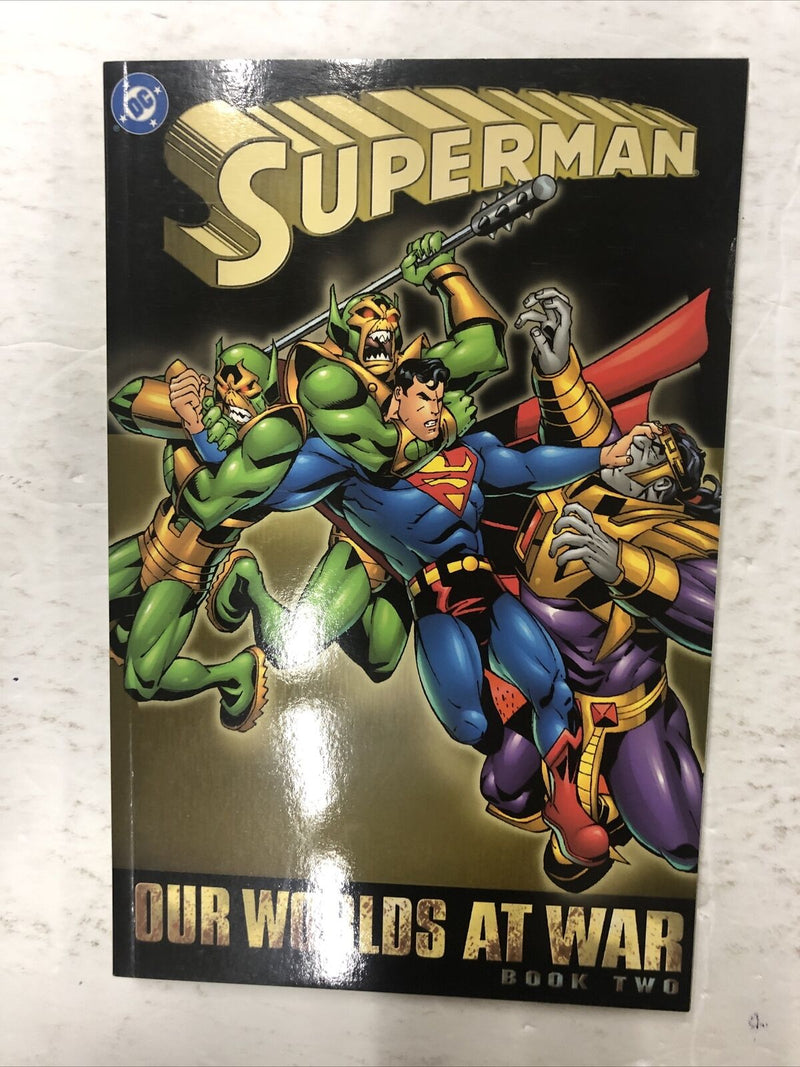 DC
SUPERMAN
OUR WORLDS AT WAR
BOOK TWO